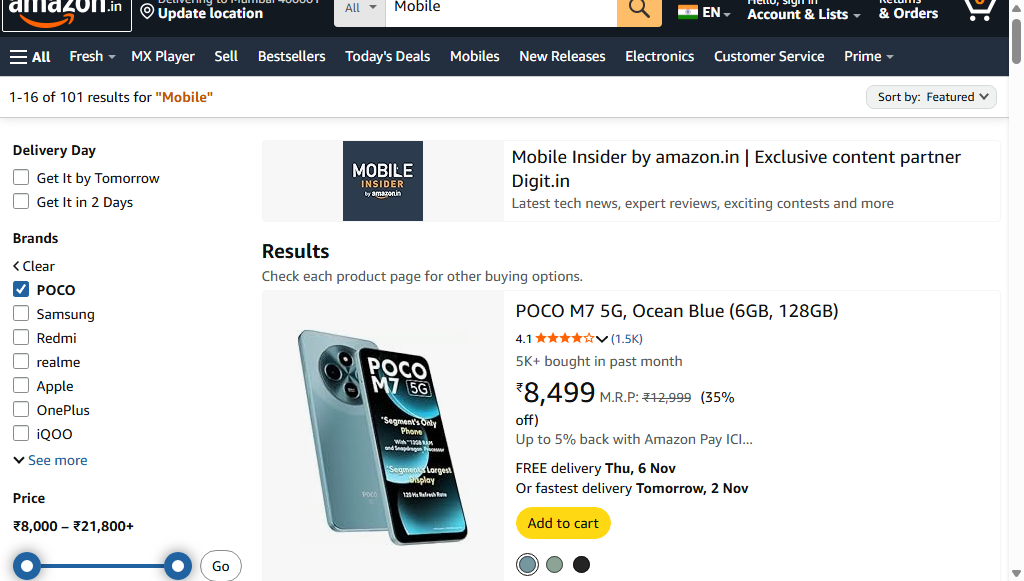 amazon.in
Delivering to Mumbai 400001
Update location
All
Mobile
EN
Hello, sign in
Account & Lists
Returns
& Orders
0
All
Fresh
MX Player
Sell
Bestsellers
Today's Deals
Mobiles
New Releases
Electronics
Customer Service
Prime
1-16 of 101 results for "Mobile"
Sort by: Featured
Delivery Day
Get It by Tomorrow
Get It in 2 Days
Brands
Clear
POCO
Samsung
Redmi
realme
Apple
OnePlus
iQOO
See more
Price
₹8,000 – ₹21,800+
Go
MOBILE
INSIDER
by amazon.in
Mobile Insider by amazon.in | Exclusive content partner
Digit.in
Latest tech news, expert reviews, exciting contests and more
Results
Check each product page for other buying options.
POCO
M7 5G
"Segment's Only
Phone
With "12GB RAM$
and Snapdragon Processor
"Segment's Largest
Display
120 Hz Refresh Rate
POCO
POCO M7 5G, Ocean Blue (6GB, 128GB)
4.1 (1.5K)
5K+ bought in past month
₹8,499 M.R.P: ₹12,999 (35%
off)
Up to 5% back with Amazon Pay ICI...
FREE delivery Thu, 6 Nov
Or fastest delivery Tomorrow, 2 Nov
Add to cart